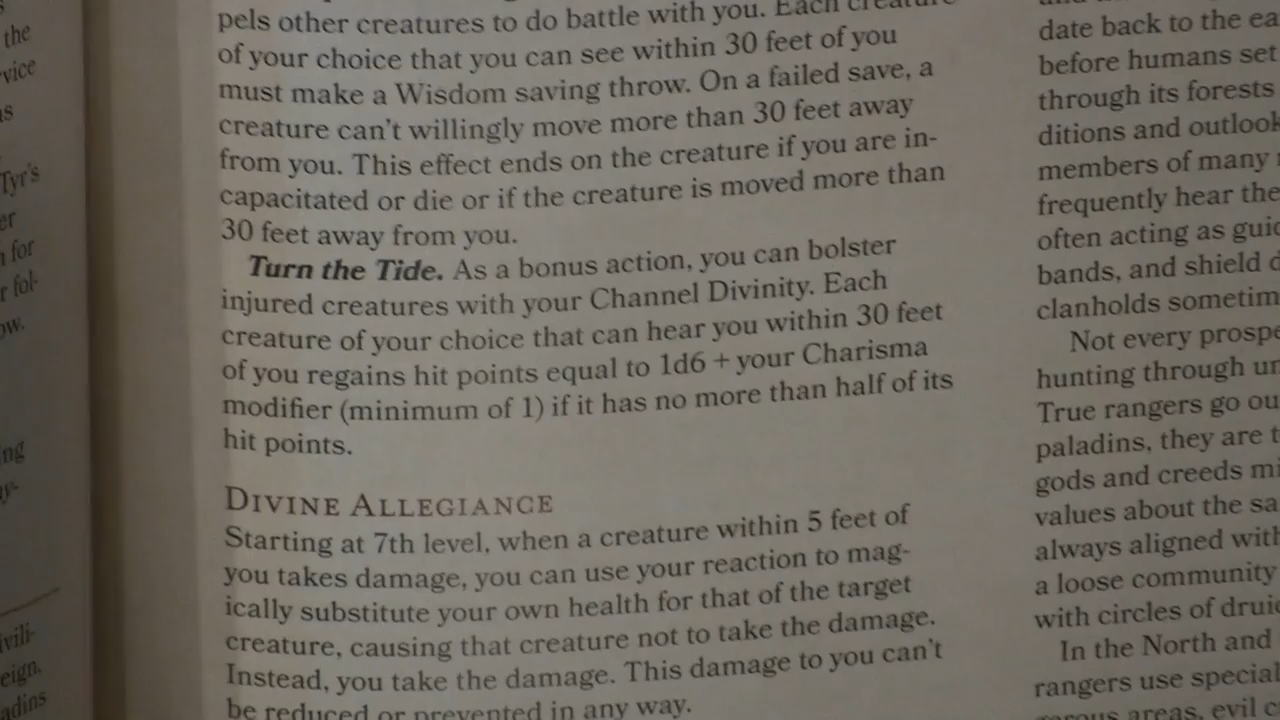 the
vice
Tyr's
er
for
r fol-
ow.
ng
y-
ivili-
eign.
adins
pels other creatures to do battle with you. Each creature
of your choice that you can see within 30 feet of you
must make a Wisdom saving throw. On a failed save, a
creature can't willingly move more than 30 feet away
from you. This effect ends on the creature if you are in-
capacitated or die or if the creature is moved more than
30 feet away from you.
Turn the Tide. As a bonus action, you can bolster
injured creatures with your Channel Divinity. Each
creature of your choice that can hear you within 30 feet
of you regains hit points equal to 1d6 + your Charisma
modifier (minimum of 1) if it has no more than half of its
hit points.
DIVINE ALLEGIANCE
Starting at 7th level, when a creature within 5 feet of
you takes damage, you can use your reaction to mag-
ically substitute your own health for that of the target
creature, causing that creature not to take the damage.
Instead, you take the damage. This damage to you can't
be reduced or prevented in any way.
date back to the ea
before humans set
through its forests
ditions and outlook
members of many
frequently hear the
often acting as guid
bands, and shield d
clanholds sometim
Not every prospe
hunting through un
True rangers go ou
paladins, they are t
gods and creeds mi
values about the sa
always aligned with
a loose community
with circles of druid
In the North and
rangers use special
areas, evil c